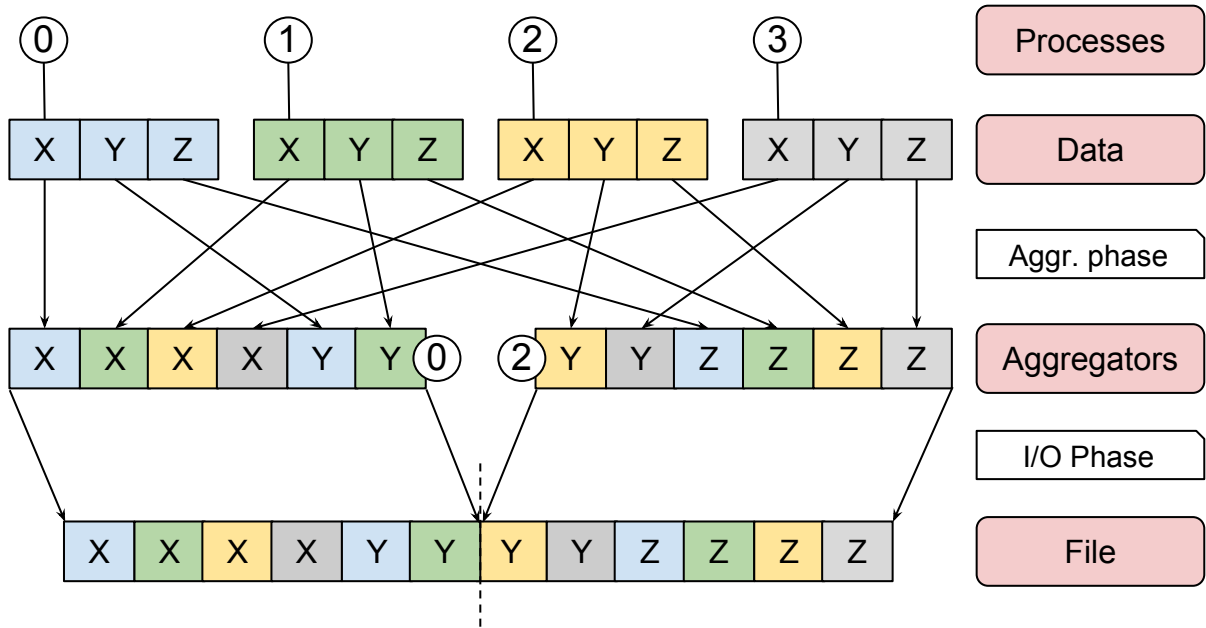 0 1 2 3 Processes
X Y Z X Y Z X Y Z X Y Z Data
Aggr. phase
X X X X Y Y 0 2 Y Y Z Z Z Z Aggregators
I/O Phase
X X X X Y Y Y Y Z Z Z Z File